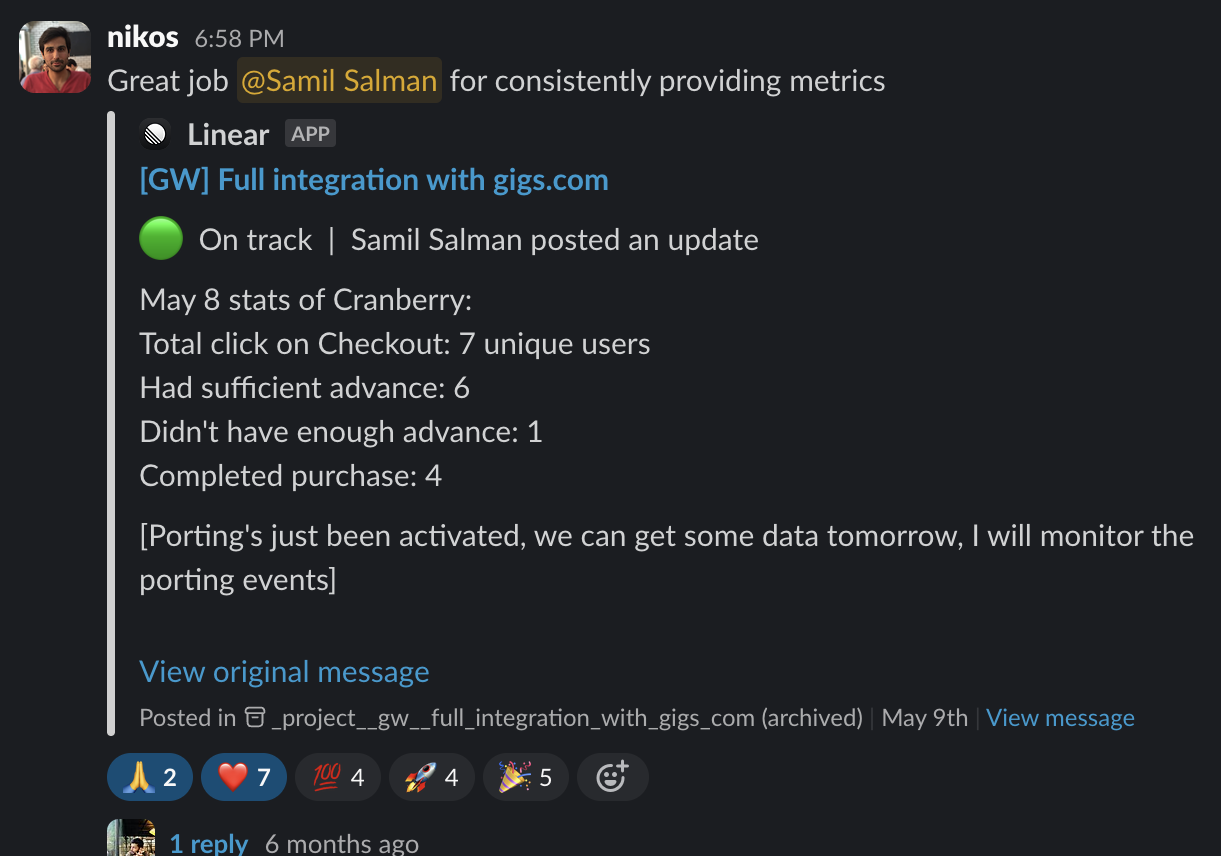 nikos 6:58 PM
Great job @Samil Salman for consistently providing metrics
Linear APP
[GW] Full integration with gigs.com
On track | Samil Salman posted an update
May 8 stats of Cranberry:
Total click on Checkout: 7 unique users
Had sufficient advance: 6
Didn't have enough advance: 1
Completed purchase: 4
[Porting's just been activated, we can get some data tomorrow, I will monitor the
porting events]
View original message
Posted in _project__gw__full_integration_with_gigs_com (archived) | May 9th | View message
2 7 💯 4 4 5
1 reply 6 months ago